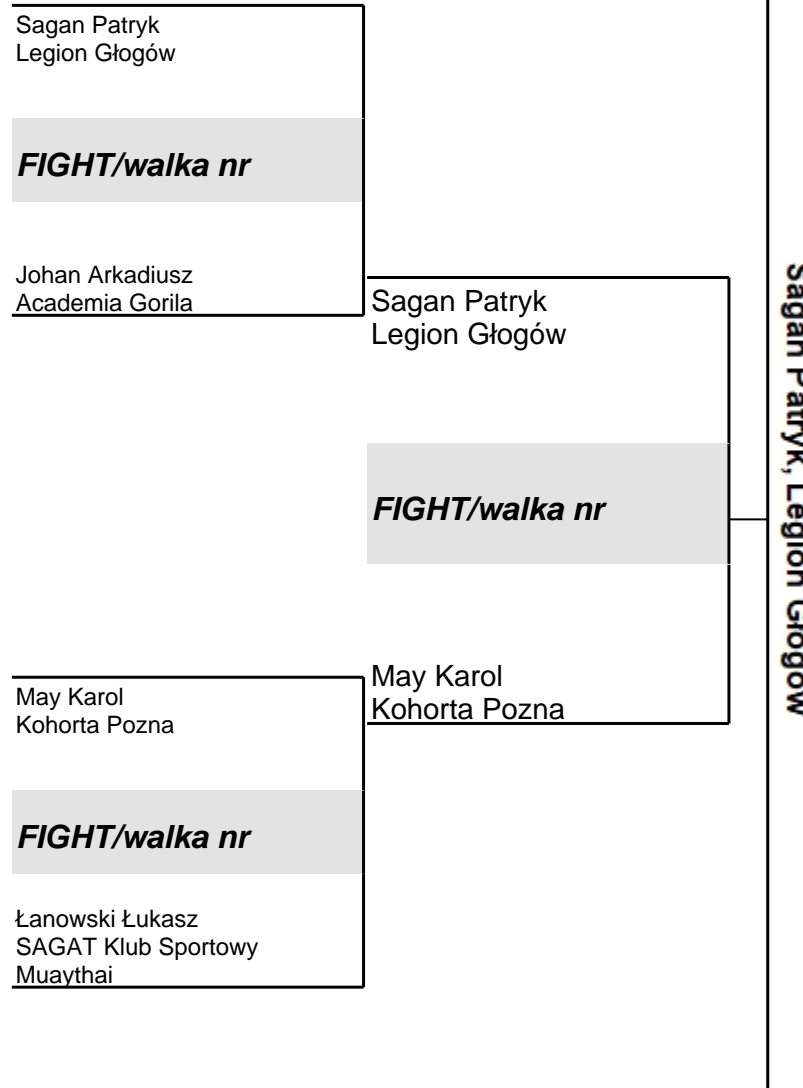 Sagan Patryk
Legion Głogów
FIGHT/walka nr
Johan Arkadiusz
Academia Gorila
Sagan Patryk
Legion Głogów
FIGHT/walka nr
May Karol
Kohorta Pozna
May Karol
Kohorta Pozna
FIGHT/walka nr
Łanowski Łukasz
SAGAT Klub Sportowy
Muaythai
Sagan Patryk, Legion Głogów